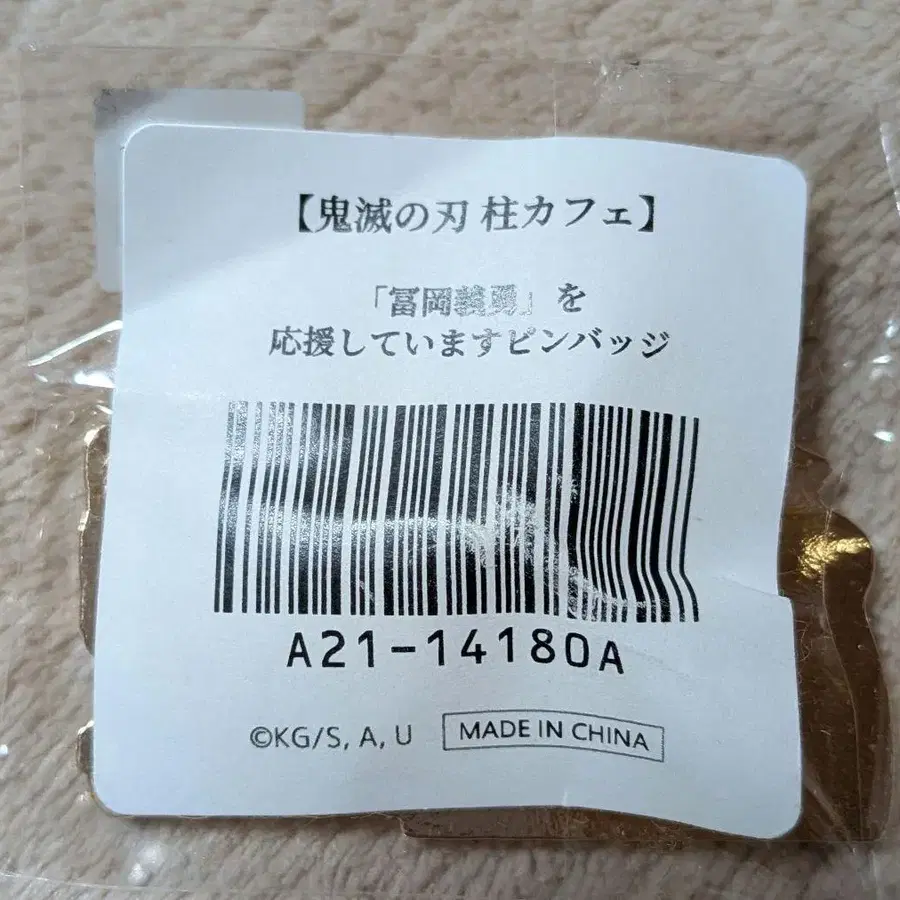 【鬼滅の刃 柱カフェ】
「冨岡義勇」を
応援していますピンバッジ
A21-14180A
©KG/S, A, U
MADE IN CHINA